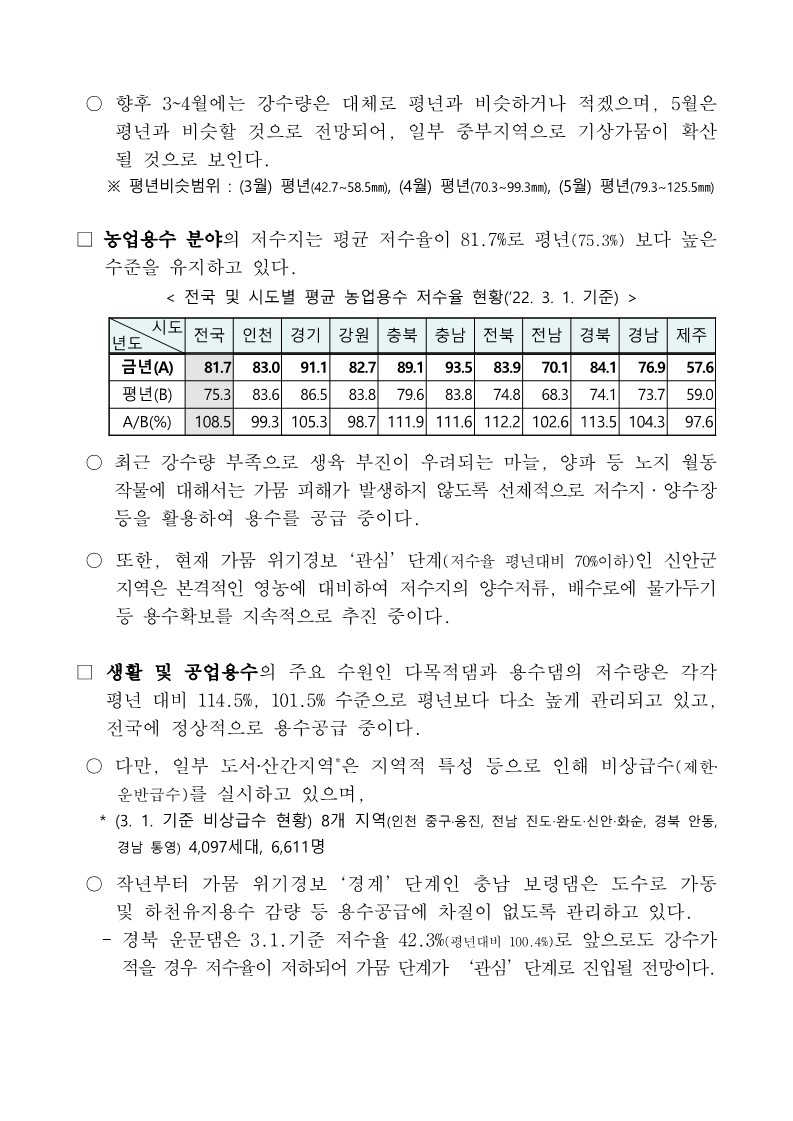 ○ 향후 3~4월에는 강수량은 대체로 평년과 비슷하거나 적겠으며, 5월은
평년과 비슷할 것으로 전망되어, 일부 중부지역으로 기상가뭄이 확산
될 것으로 보인다.
※ 평년비슷범위 : (3월) 평년(42.7~58.5㎜), (4월) 평년(70.3~99.3㎜), (5월) 평년(79.3~125.5㎜)
□ 농업용수 분야의 저수지는 평균 저수율이 81.7%로 평년(75.3%) 보다 높은
수준을 유지하고 있다.
< 전국 및 시도별 평균 농업용수 저수율 현황(‘22. 3. 1. 기준) >
시도
년도 전국 인천 경기 강원 충북 충남 전북 전남 경북 경남 제주
금년(A) 81.7 83.0 91.1 82.7 89.1 93.5 83.9 70.1 84.1 76.9 57.6
평년(B) 75.3 83.6 86.5 83.8 79.6 83.8 74.8 68.3 74.1 73.7 59.0
A/B(%) 108.5 99.3 105.3 98.7 111.9 111.6 112.2 102.6 113.5 104.3 97.6
○ 최근 강수량 부족으로 생육 부진이 우려되는 마늘, 양파 등 노지 월동
작물에 대해서는 가뭄 피해가 발생하지 않도록 선제적으로 저수지·양수장
등을 활용하여 용수를 공급 중이다.
○ 또한, 현재 가뭄 위기경보 ‘관심’ 단계(저수율 평년대비 70%이하)인 신안군
지역은 본격적인 영농에 대비하여 저수지의 양수저류, 배수로에 물가두기
등 용수확보를 지속적으로 추진 중이다.
□ 생활 및 공업용수의 주요 수원인 다목적댐과 용수댐의 저수량은 각각
평년 대비 114.5%, 101.5% 수준으로 평년보다 다소 높게 관리되고 있고,
전국에 정상적으로 용수공급 중이다.
○ 다만, 일부 도서·산간지역*은 지역적 특성 등으로 인해 비상급수(제한·
운반급수)를 실시하고 있으며,
* (3. 1. 기준 비상급수 현황) 8개 지역(인천 중구·옹진, 전남 진도·완도·신안·화순, 경북 안동,
경남 통영) 4,097세대, 6,611명
○ 작년부터 가뭄 위기경보 ‘경계’ 단계인 충남 보령댐은 도수로 가동
및 하천유지용수 감량 등 용수공급에 차질이 없도록 관리하고 있다.
- 경북 운문댐은 3.1.기준 저수율 42.3%(평년대비 100.4%)로 앞으로도 강수가
적을 경우 저수율이 저하되어 가뭄 단계가 ‘관심’ 단계로 진입될 전망이다.